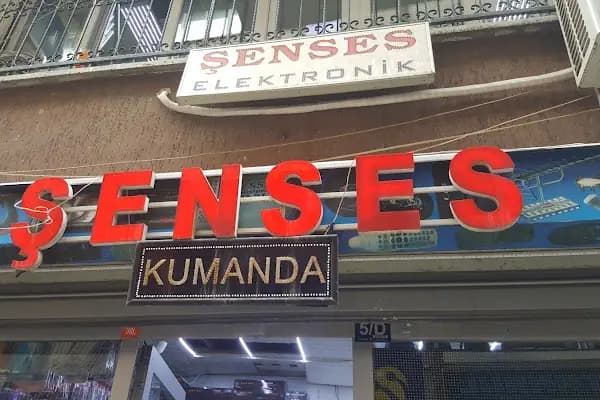 ŞENSES
ELEKTRONİK
ŞENSES
KUMANDA
5/D